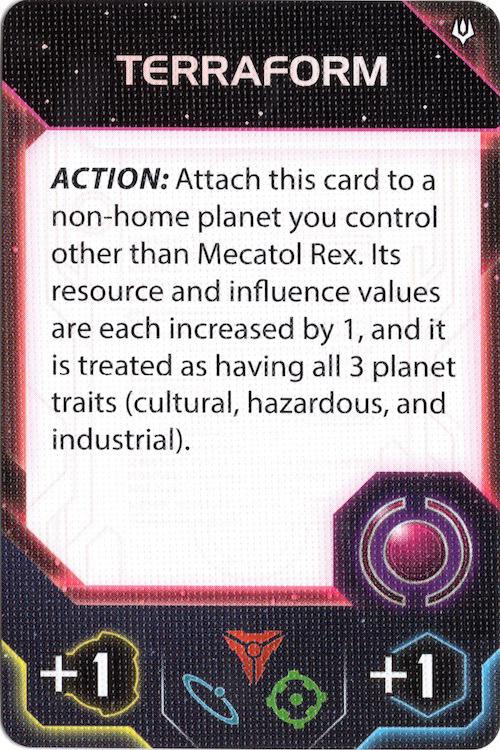 TERRAFORM
ACTION: Attach this card to a
non-home planet you control
other than Mecatol Rex. Its
resource and influence values
are each increased by 1, and it
is treated as having all 3 planet
traits (cultural, hazardous, and
industrial).
+1
+1